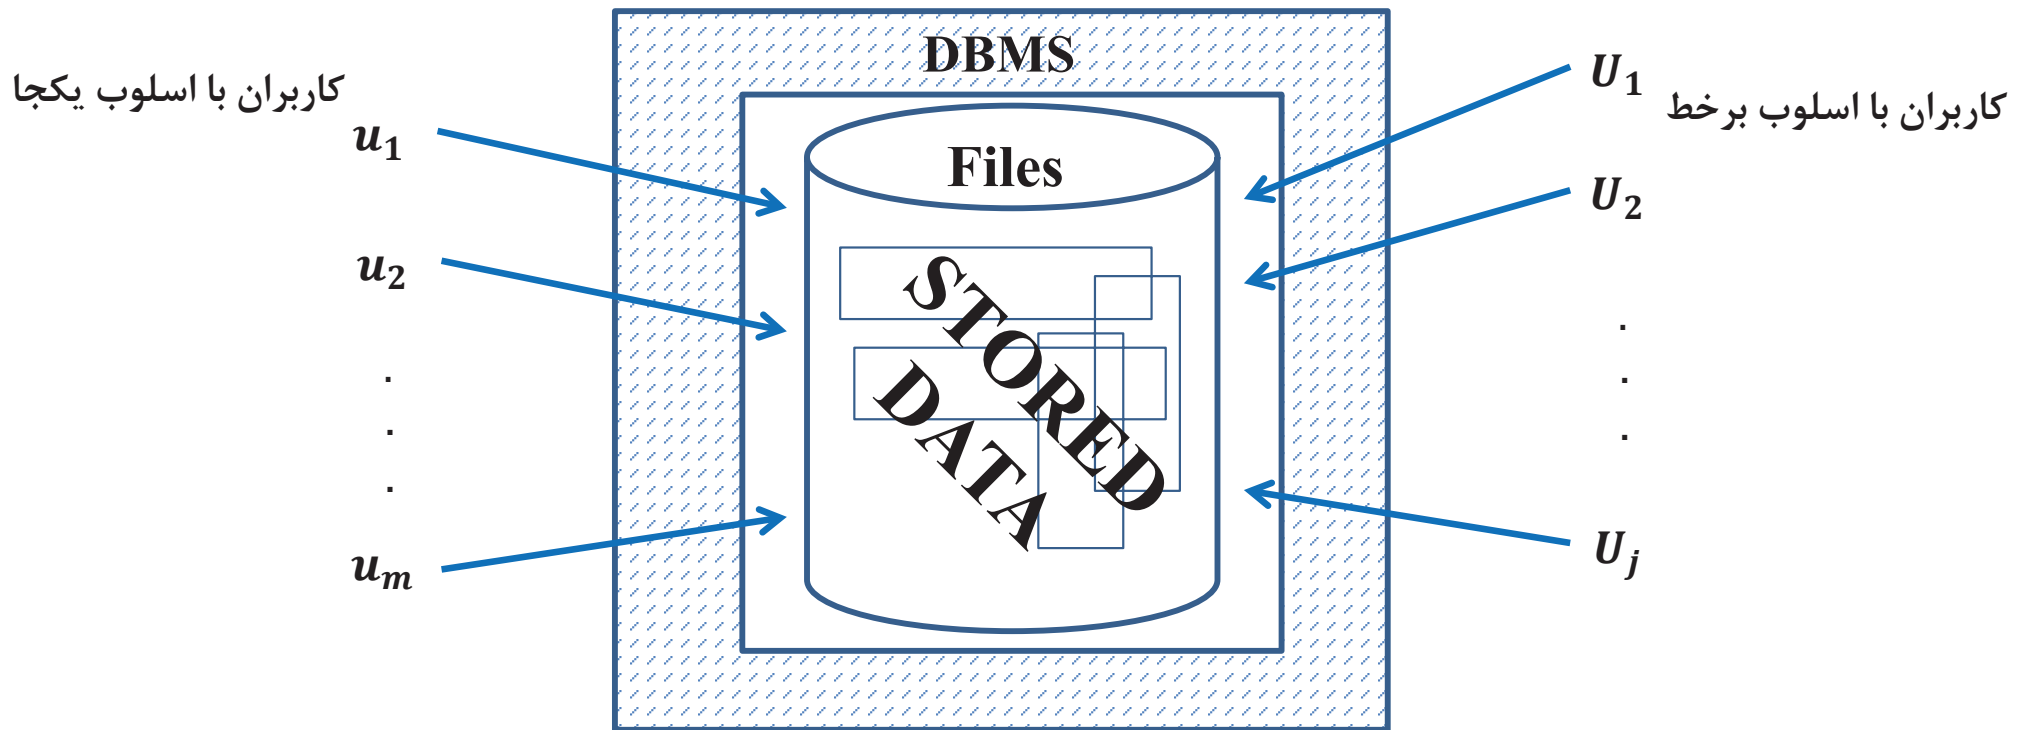 DBMS
کاربران با اسلوب یکجا
کاربران با اسلوب برخط
Files
STORED
DATA
u₁
u₂
.
.
.
uₘ
U₁
U₂
.
.
.
Uⱼ